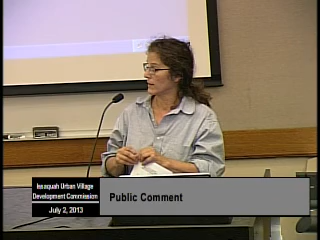 Issaquah Urban Village
Development Commission
July 2, 2013
Public Comment